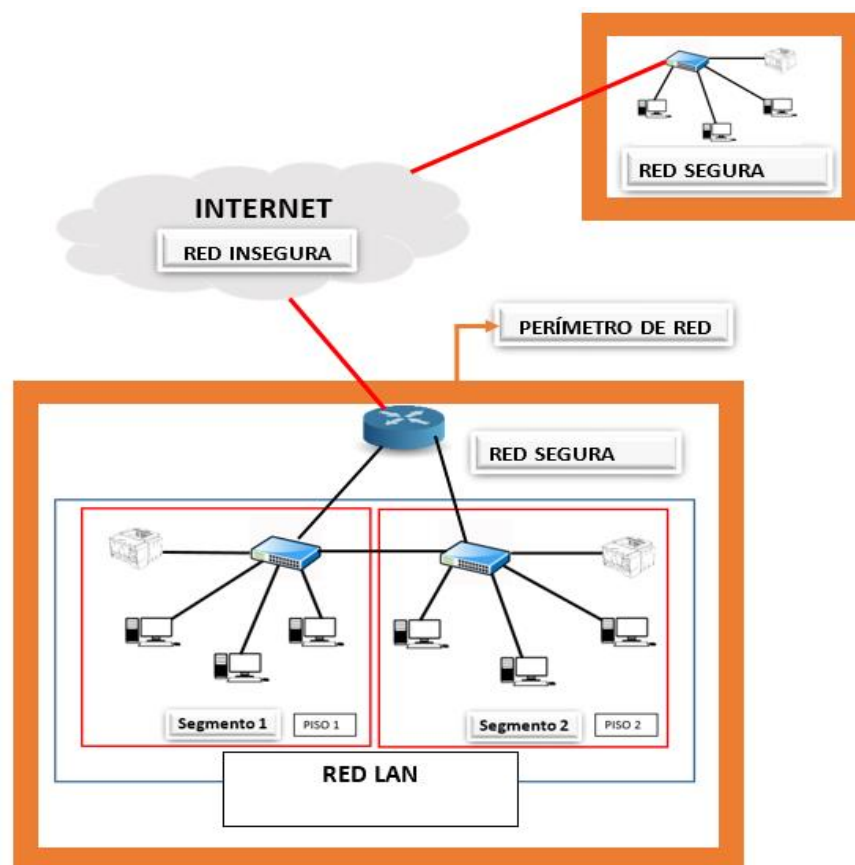 RED SEGURA
INTERNET
RED INSEGURA
PERÍMETRO DE RED
RED SEGURA
Segmento 1
PISO 1
Segmento 2
PISO 2
RED LAN